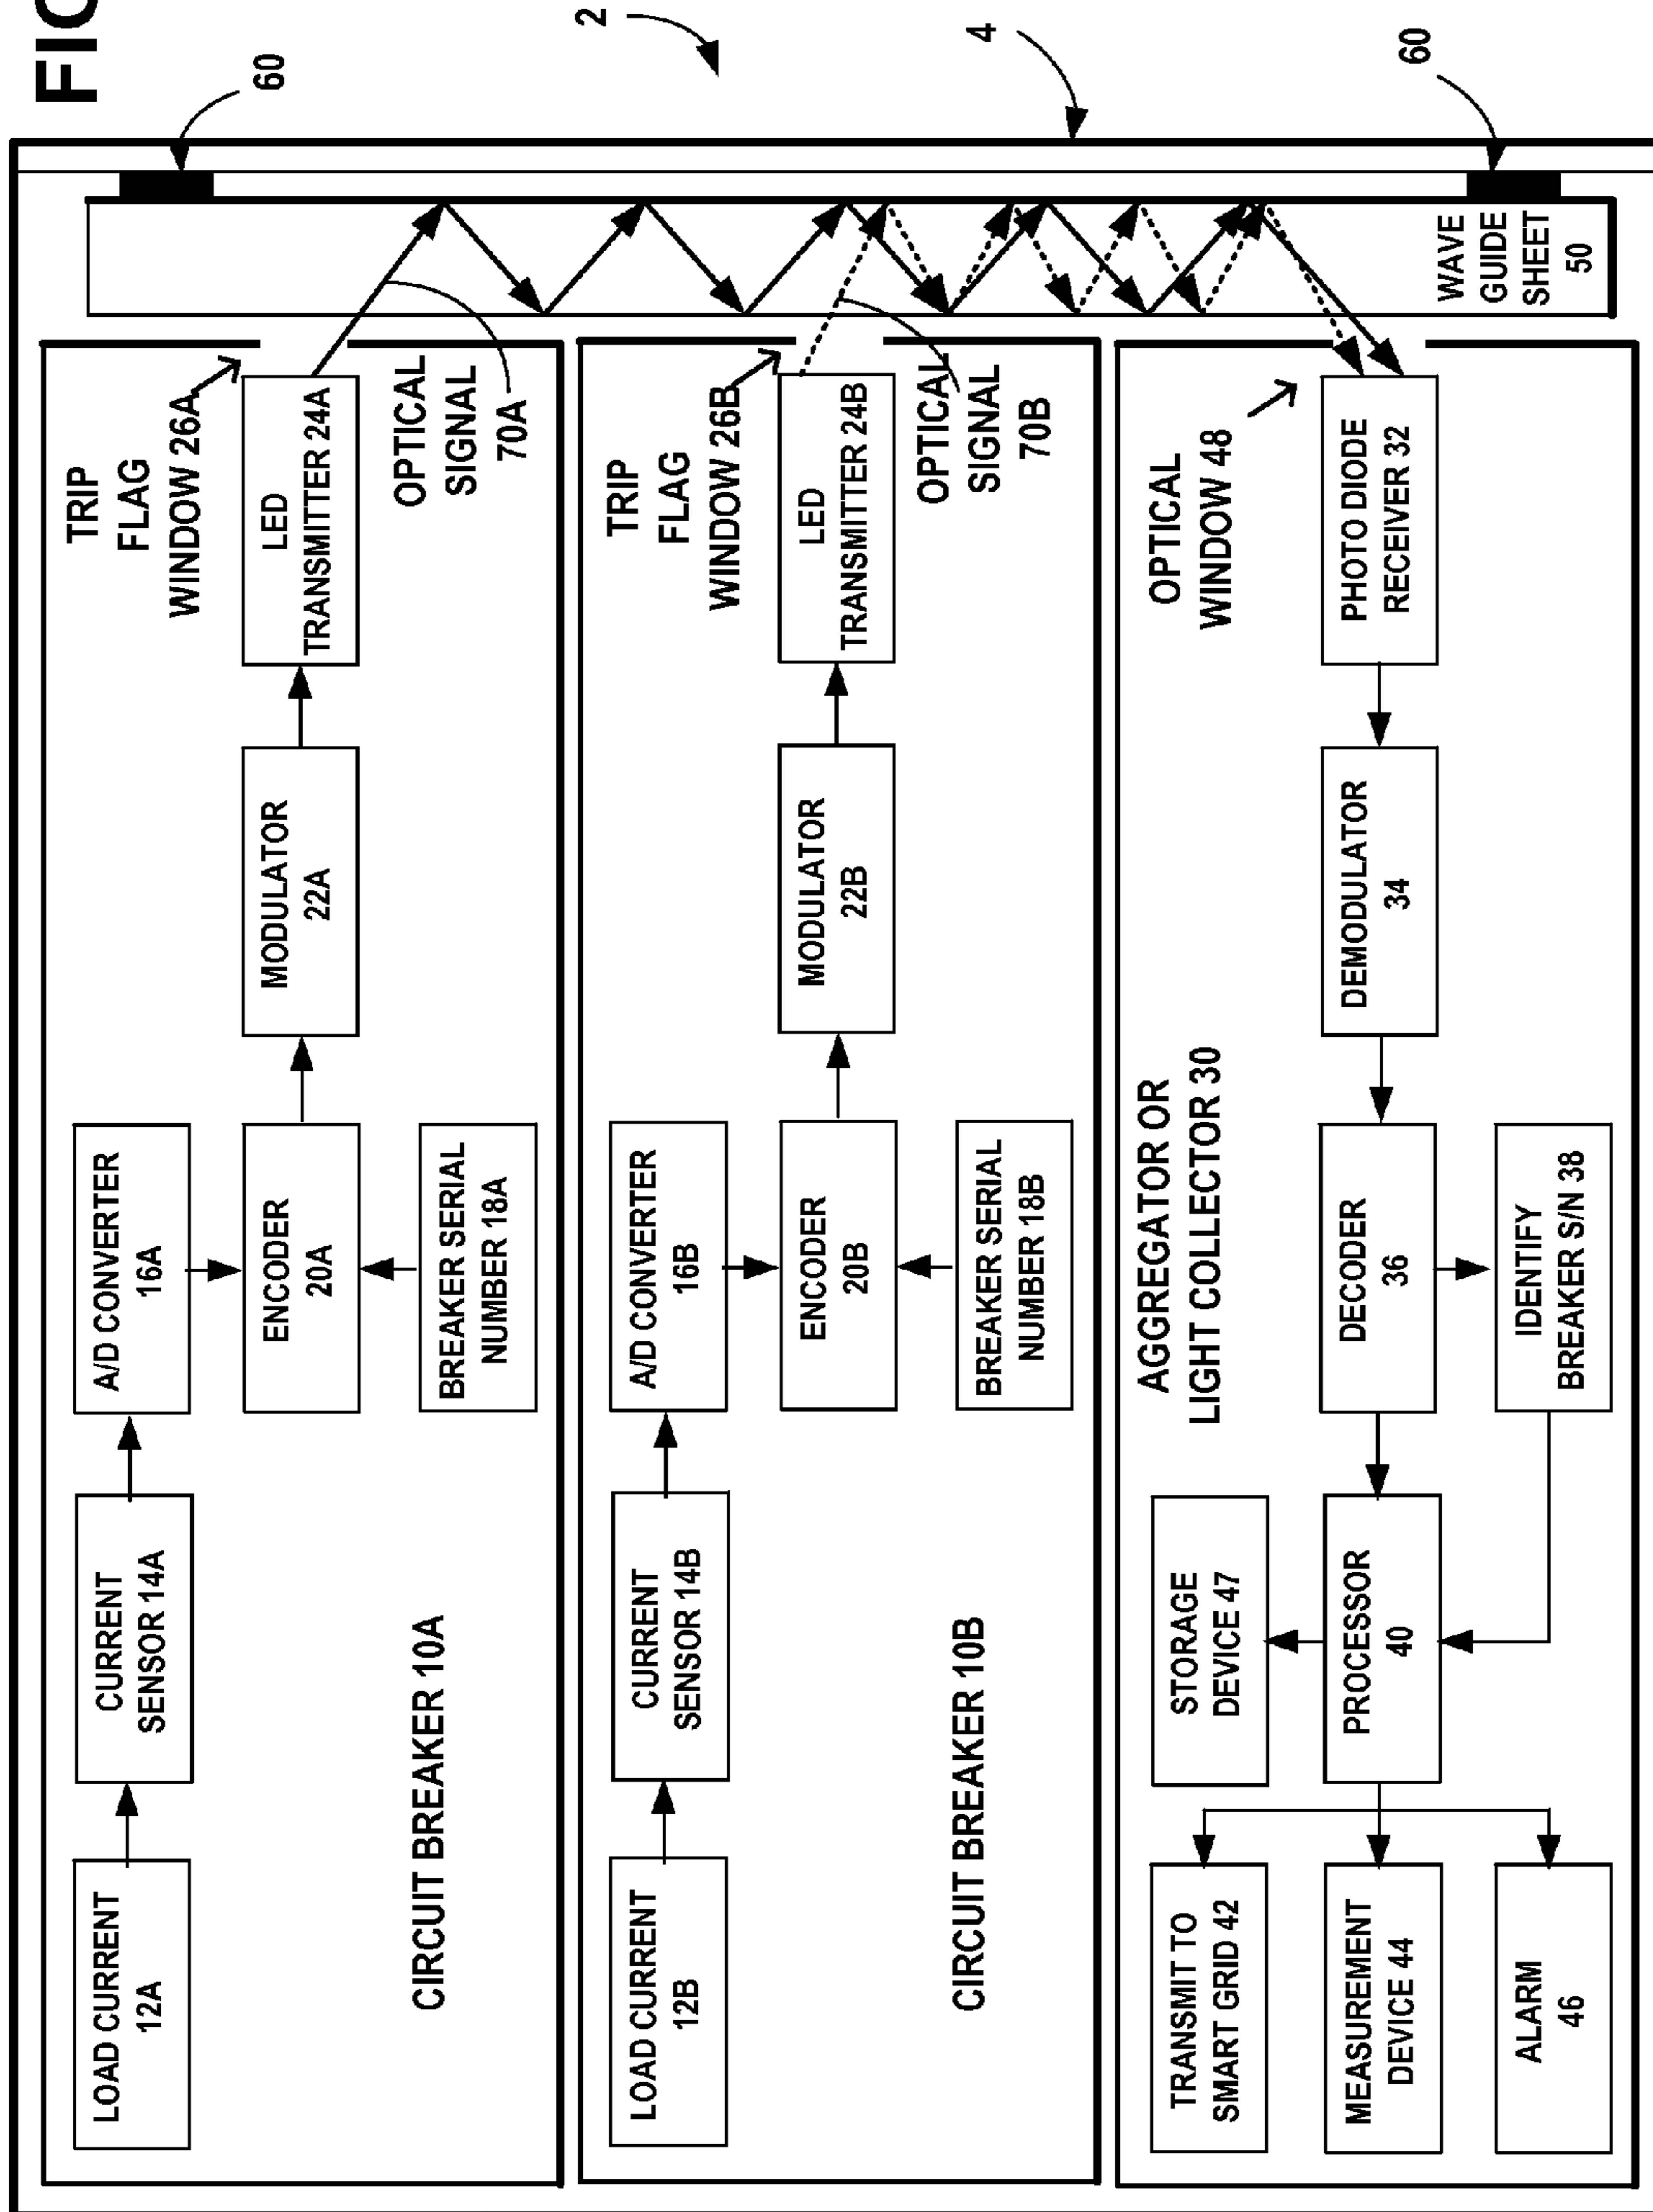 FIG
2
4
60
60
TRIP
FLAG
WINDOW 26A
LOAD CURRENT
12A
CURRENT
SENSOR 14A
A/D CONVERTER
16A
ENCODER
20A
BREAKER SERIAL
NUMBER 18A
MODULATOR
22A
LED
TRANSMITTER 24A
OPTICAL
SIGNAL
70A
CIRCUIT BREAKER 10A
TRIP
FLAG
WINDOW 26B
LOAD CURRENT
12B
CURRENT
SENSOR 14B
A/D CONVERTER
16B
ENCODER
20B
BREAKER SERIAL
NUMBER 18B
MODULATOR
22B
LED
TRANSMITTER 24B
OPTICAL
SIGNAL
70B
CIRCUIT BREAKER 10B
AGGREGATOR OR
LIGHT COLLECTOR 30
OPTICAL
WINDOW 48
TRANSMIT TO
SMART GRID 42
MEASUREMENT
DEVICE 44
ALARM
46
STORAGE
DEVICE 47
PROCESSOR
40
DECODER
36
IDENTIFY
BREAKER S/N 38
DEMODULATOR
34
PHOTO DIODE
RECEIVER 32
WAVE
GUIDE
SHEET
50